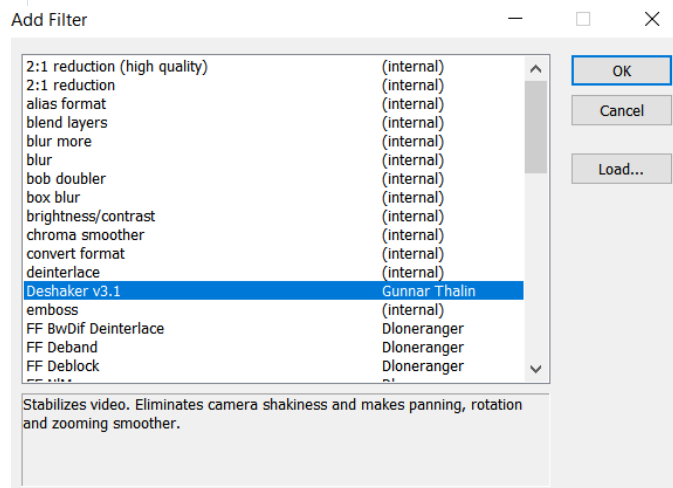 Add Filter
2:1 reduction (high quality) (internal)
2:1 reduction (internal)
alias format (internal)
blend layers (internal)
blur more (internal)
blur (internal)
bob doubler (internal)
box blur (internal)
brightness/contrast (internal)
chroma smoother (internal)
convert format (internal)
deinterlace (internal)
Deshaker v3.1 Gunnar Thalin
emboss (internal)
FF BwDif Deinterlace Dloneranger
FF Deband Dloneranger
FF Deblock Dloneranger
OK
Cancel
Load...
Stabilizes video. Eliminates camera shakiness and makes panning, rotation
and zooming smoother.